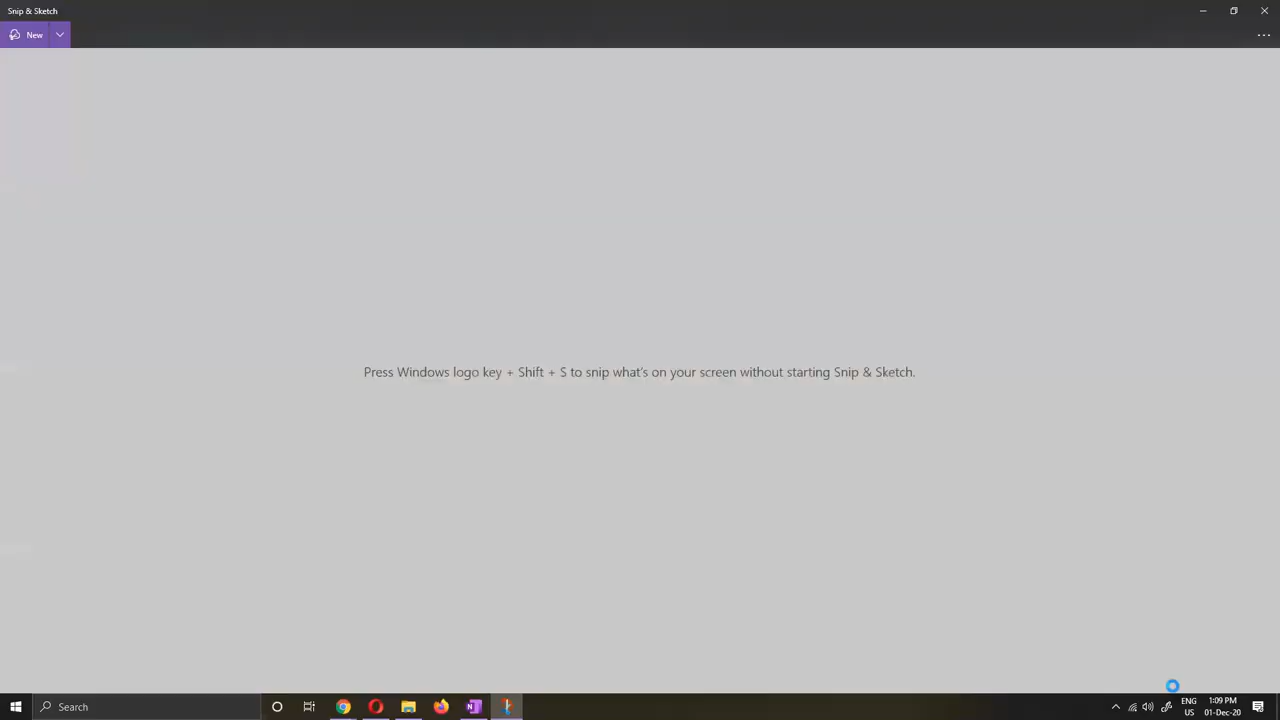 Snip & Sketch
New
Press Windows logo key + Shift + S to snip what's on your screen without starting Snip & Sketch.
Search
N
ENG
US
1:09 PM
01-Dec-20